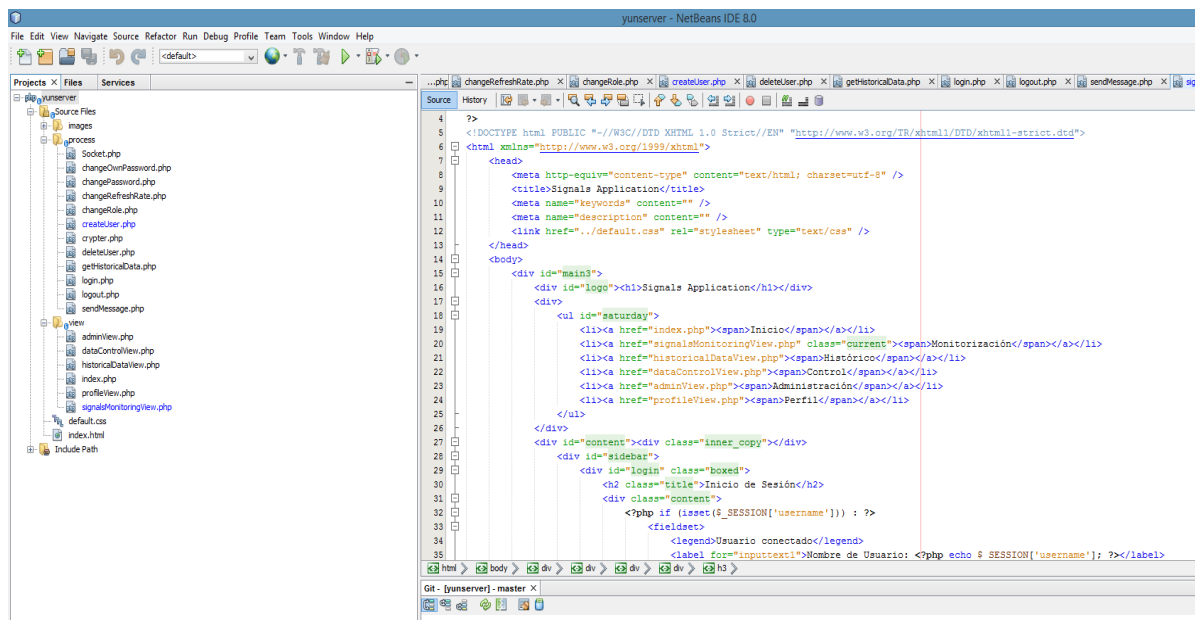 yunserver - NetBeans IDE 8.0
File Edit View Navigate Source Refactor Run Debug Profile Team Tools Window Help
<default>
Projects Files Services
yunserver
Source Files
images
process
Socket.php
changeOwnPassword.php
changePassword.php
changeRefreshRate.php
changeRole.php
createUser.php
crypter.php
deleteUser.php
getHistoricalData.php
login.php
logout.php
sendMessage.php
view
adminView.php
dataControlView.php
historicalDataView.php
index.php
profileView.php
signalsMonitoringView.php
default.css
index.html
Include Path
...php changeRefreshRate.php changeRole.php createUser.php deleteUser.php getHistoricalData.php login.php logout.php sendMessage.php sig
Source History
4 ?>
5 <!DOCTYPE html PUBLIC "-//W3C//DTD XHTML 1.0 Strict//EN" "http://www.w3.org/TR/xhtml1/DTD/xhtml1-strict.dtd">
6 <html xmlns="http://www.w3.org/1999/xhtml">
7 <head>
8 <meta http-equiv="content-type" content="text/html; charset=utf-8" />
9 <title>Signals Application</title>
10 <meta name="keywords" content="" />
11 <meta name="description" content="" />
12 <link href="../default.css" rel="stylesheet" type="text/css" />
13 </head>
14 <body>
15 <div id="main3">
16 <div id="logo"><h1>Signals Application</h1></div>
17 <div>
18 <ul id="saturday">
19 <li><a href="index.php"><span>Inicio</span></a></li>
20 <li><a href="signalsMonitoringView.php" class="current"><span>Monitorización</span></a></li>
21 <li><a href="historicalDataView.php"><span>Histórico</span></a></li>
22 <li><a href="dataControlView.php"><span>Control</span></a></li>
23 <li><a href="adminView.php"><span>Administración</span></a></li>
24 <li><a href="profileView.php"><span>Perfil</span></a></li>
25 </ul>
26 </div>
27 <div id="content"><div class="inner_copy"></div>
28 <div id="sidebar">
29 <div id="login" class="boxed">
30 <h2 class="title">Inicio de Sesión</h2>
31 <div class="content">
32 <?php if (isset($_SESSION['username'])) : ?>
33 <fieldset>
34 <legend>Usuario conectado</legend>
35 <label for="inputtext1">Nombre de Usuario: <?php echo $_SESSION['username']; ?></label>
html body div div div div h3
Git - [yunserver] - master